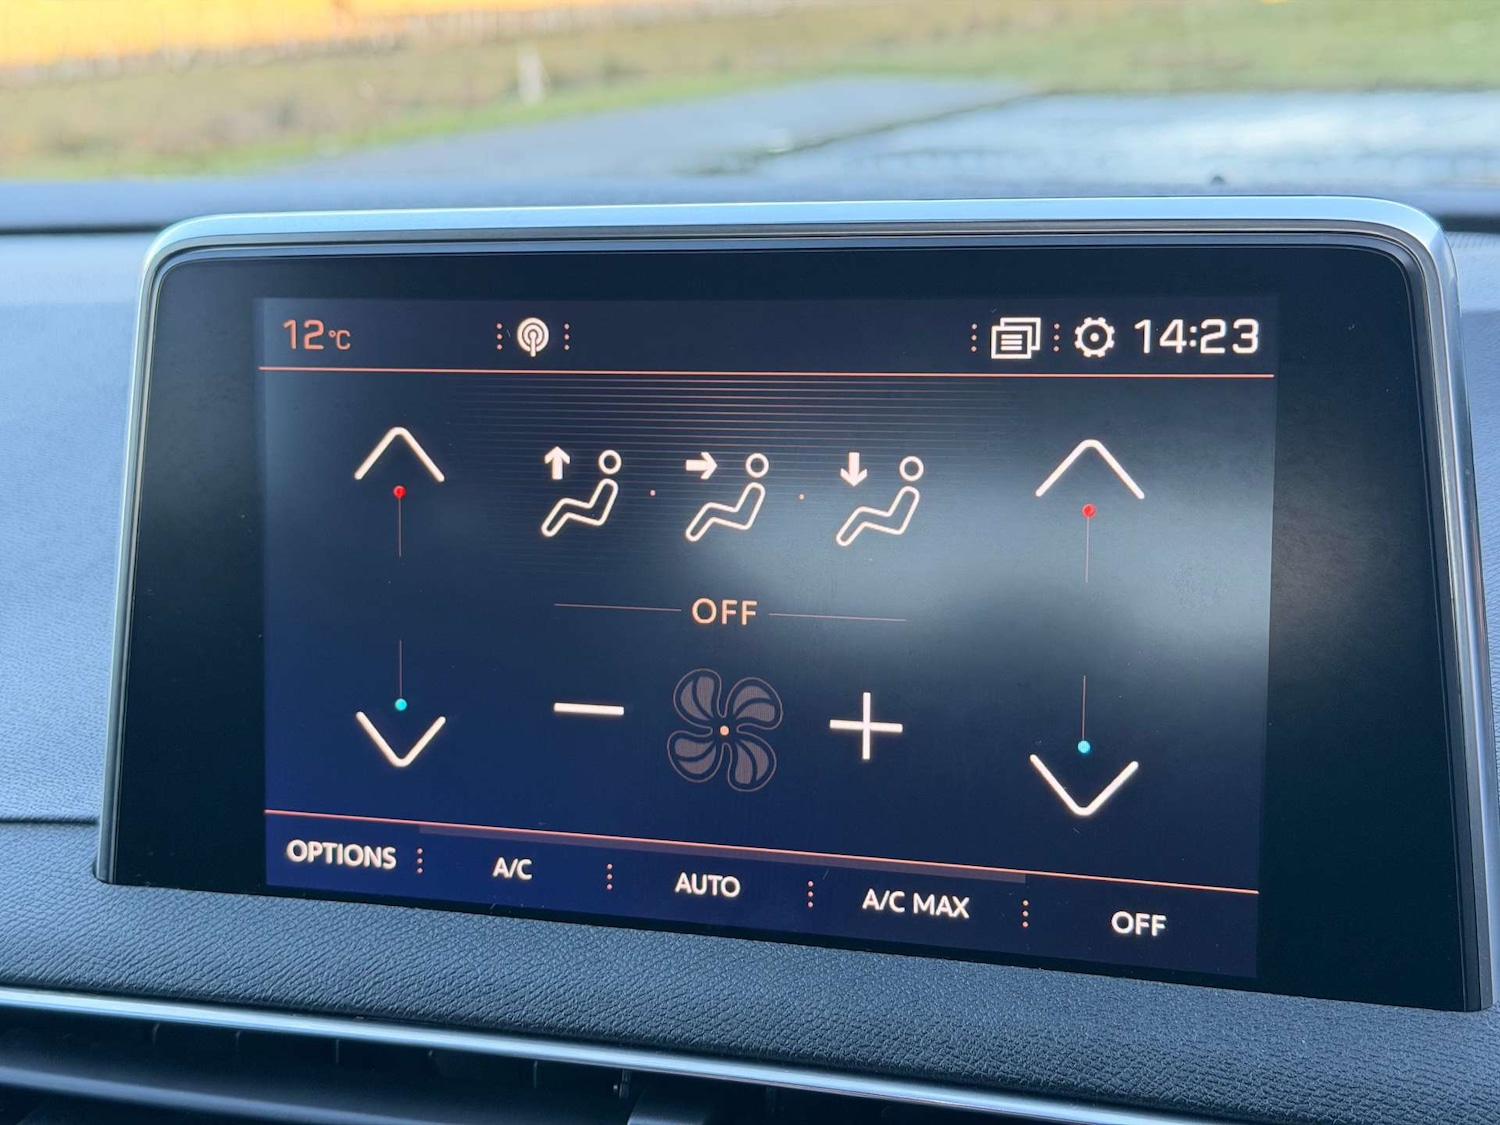 12°C 14:23
OFF
OPTIONS A/C AUTO A/C MAX OFF